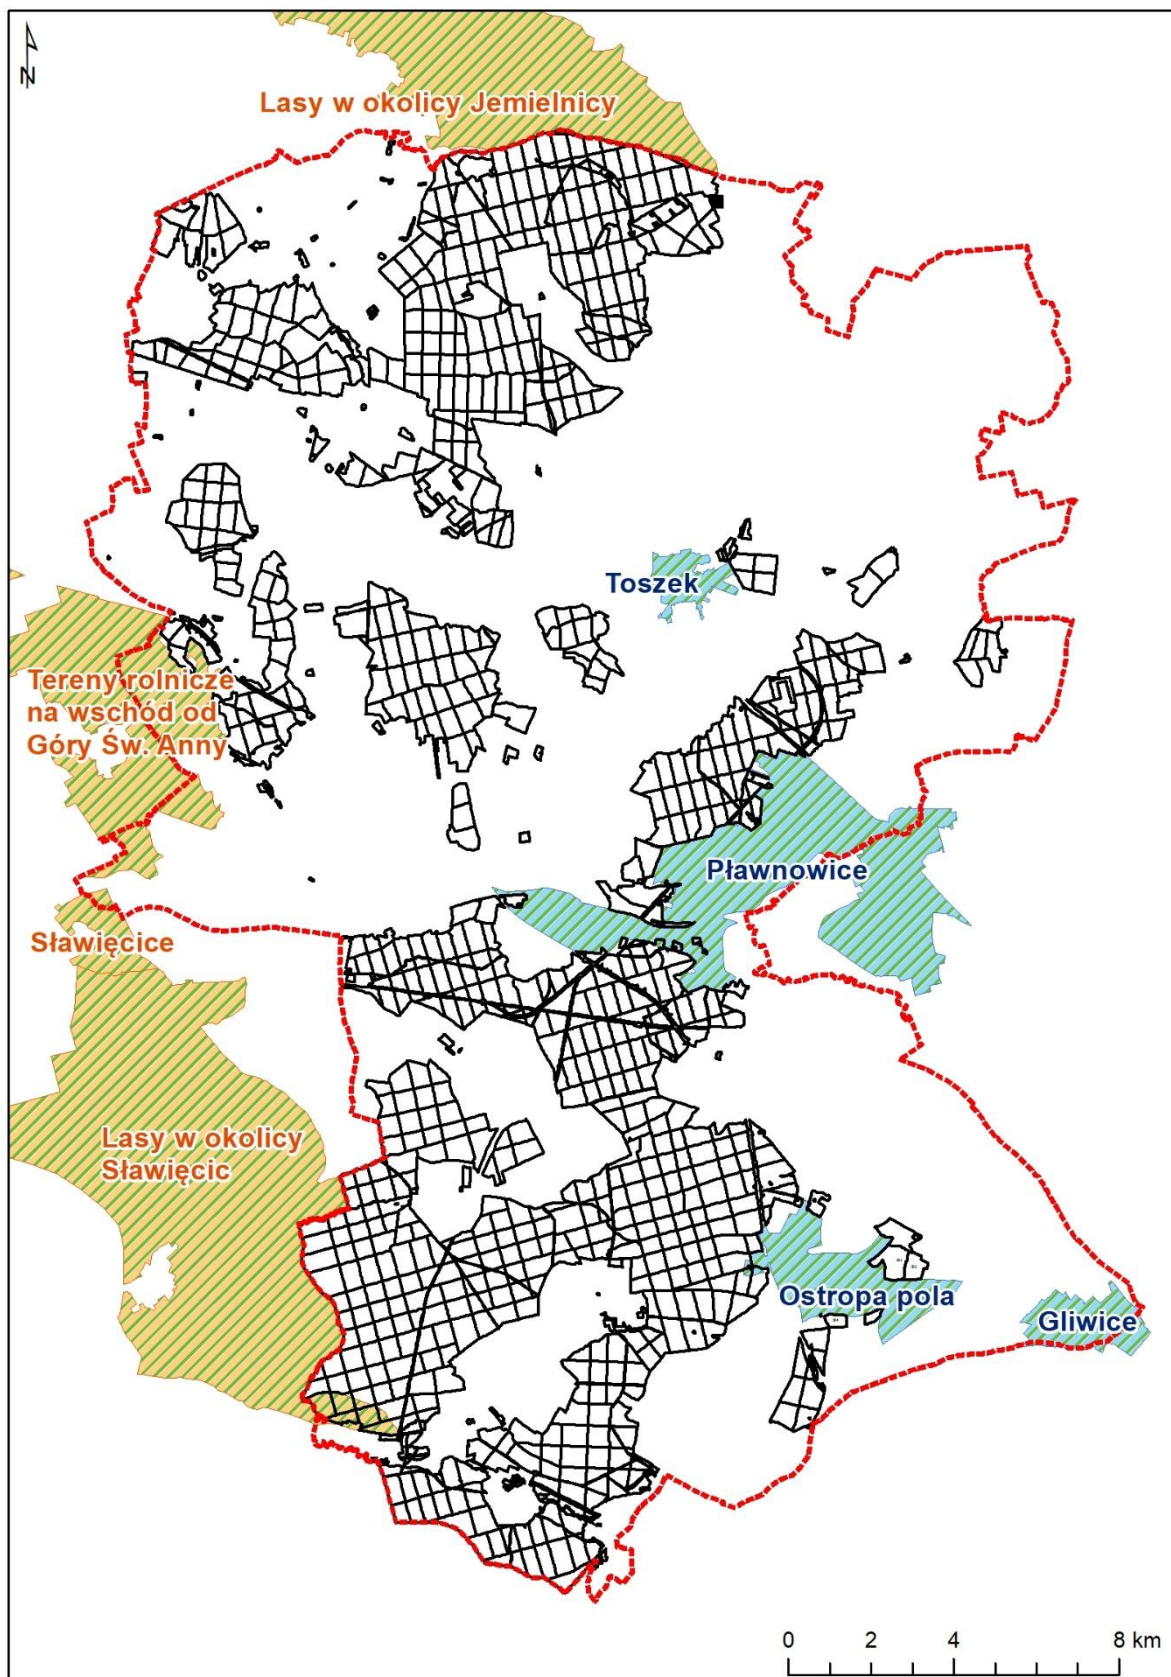 N
Lasy w okolicy Jemielnicy
Toszek
Tereny rolnicze
na wschód od
Góry Św. Anny
Pławnowice
Sławięcice
Lasy w okolicy
Sławięcic
Ostropa pola
Gliwice
0 2 4 8 km